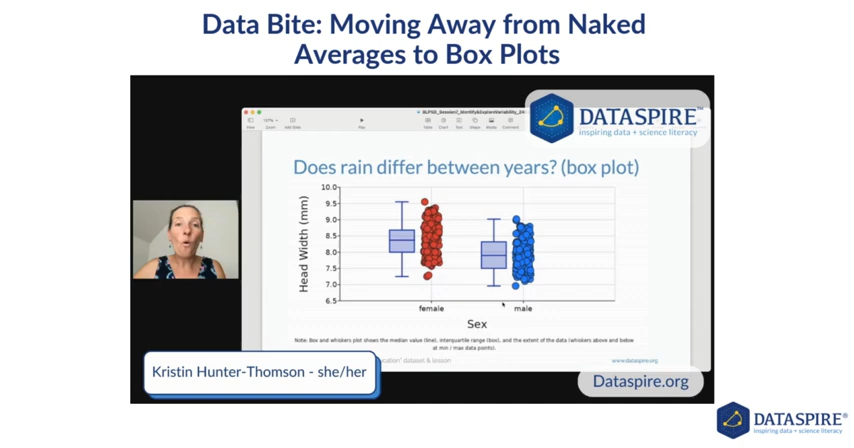 Data Bite: Moving Away from Naked
Averages to Box Plots
DATASPIRE™
inspiring data + science literacy
Does rain differ between years? (box plot)
Head Width (mm)
10.0
9.5
9.0
8.5
8.0
7.5
7.0
6.5
female
male
Sex
Note: Box and whiskers plot shows the median value (line), interquartile range (box), and the extent of the data (whiskers above and below
at min / max data points).
education" dataset & lesson
www.dataspire.org
Kristin Hunter-Thomson - she/her
Dataspire.org
DATASPIRE®
inspiring data + science literacy